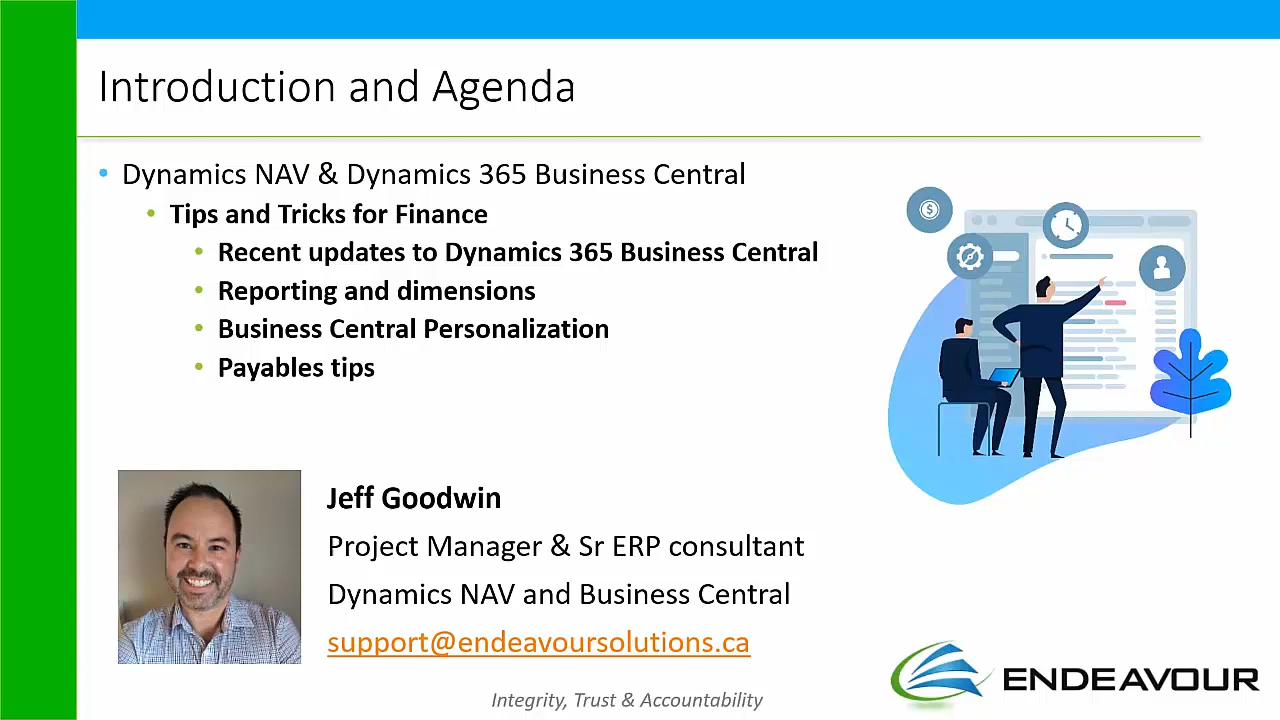 Introduction and Agenda
• Dynamics NAV & Dynamics 365 Business Central
• Tips and Tricks for Finance
• Recent updates to Dynamics 365 Business Central
• Reporting and dimensions
• Business Central Personalization
• Payables tips
Jeff Goodwin
Project Manager & Sr ERP consultant
Dynamics NAV and Business Central
support@endeavoursolutions.ca
ENDEAVOUR
Integrity, Trust & Accountability